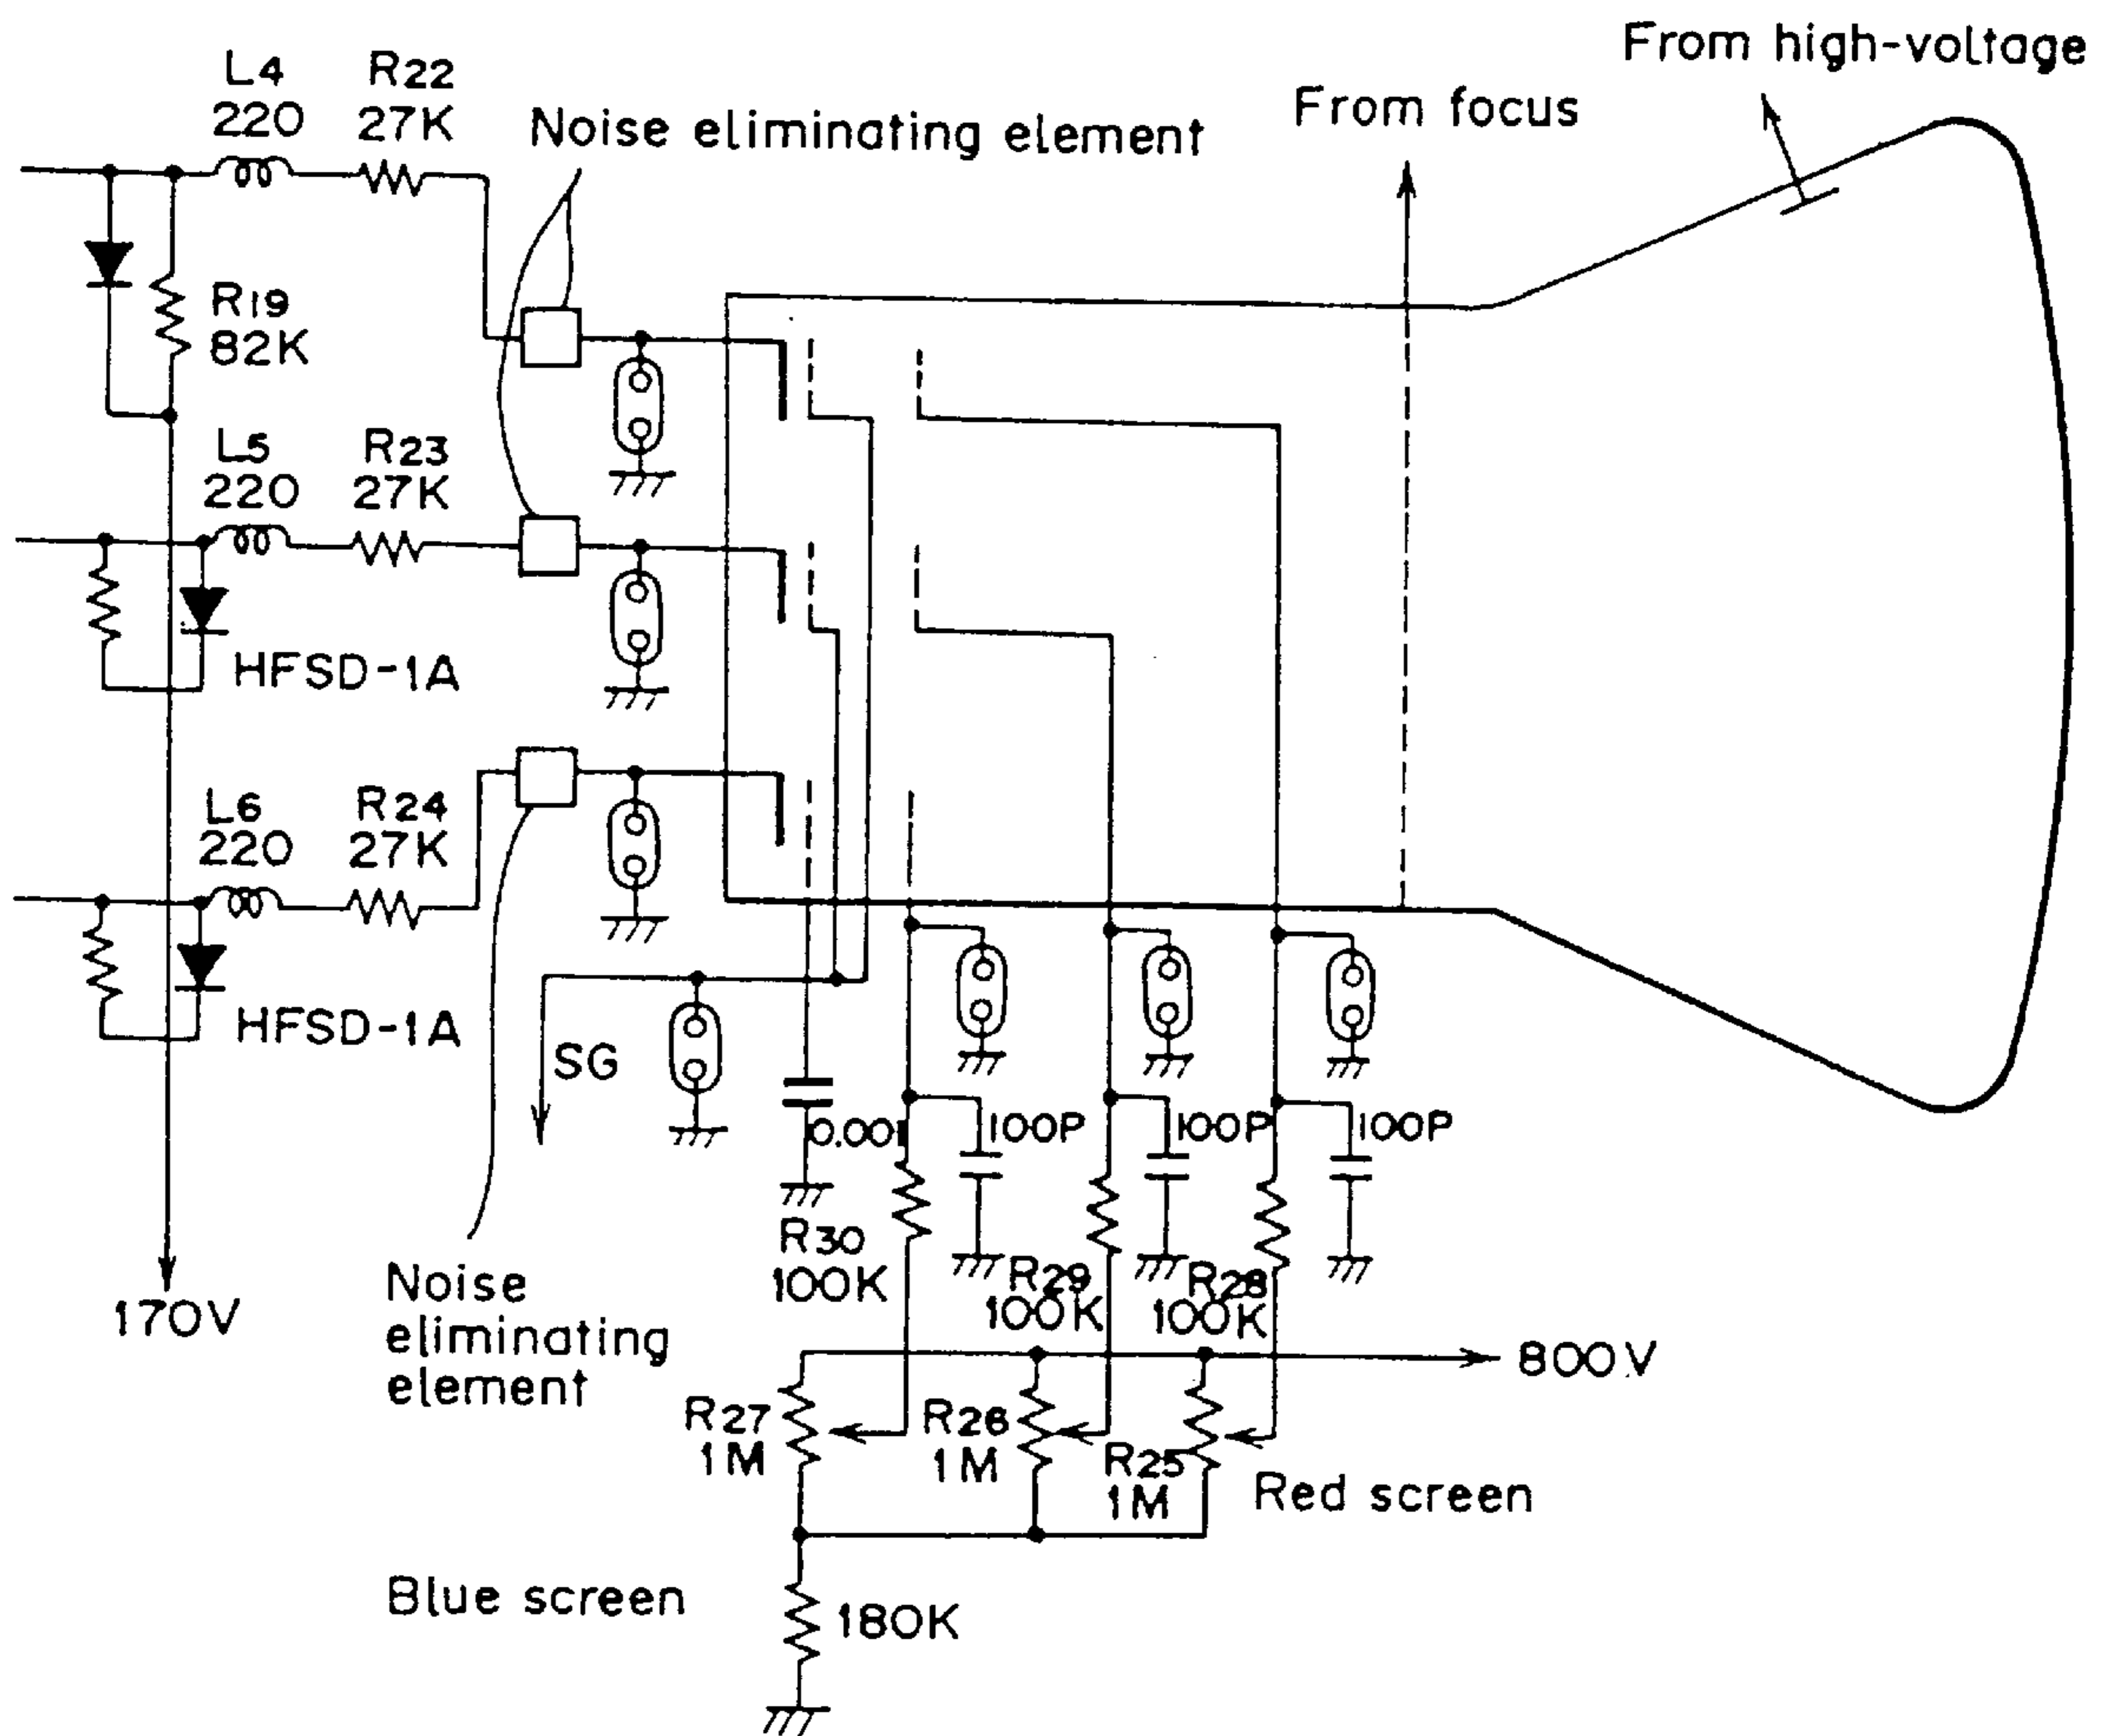 From high-voltage
From focus
L4
220
R22
27K
Noise eliminating element
R19
82K
L5
220
R23
27K
HFSD-1A
L6
220
R24
27K
HFSD-1A
SG
0.001
100P
100P
100P
R30
100K
R29
100K
R28
100K
170V
Noise
eliminating
element
800V
R27
1M
R26
1M
R25
1M
Red screen
Blue screen
180K